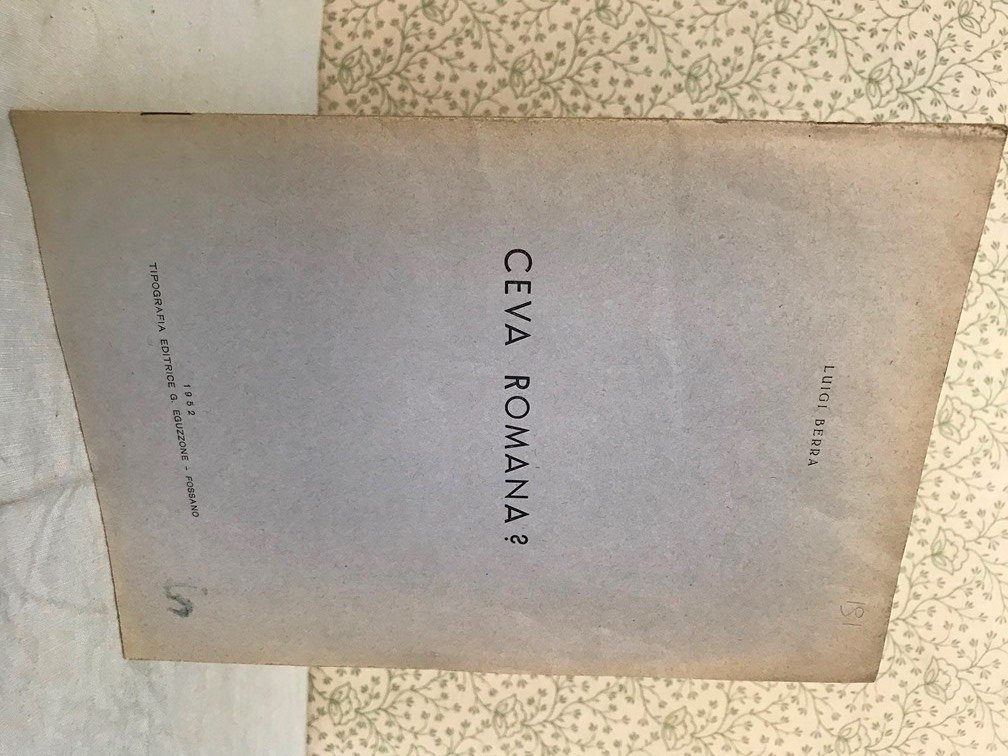 LUIGI BERRA
CEVA ROMANA?
1952
TIPOGRAFIA EDITRICE G. EGUZZONE - FOSSANO